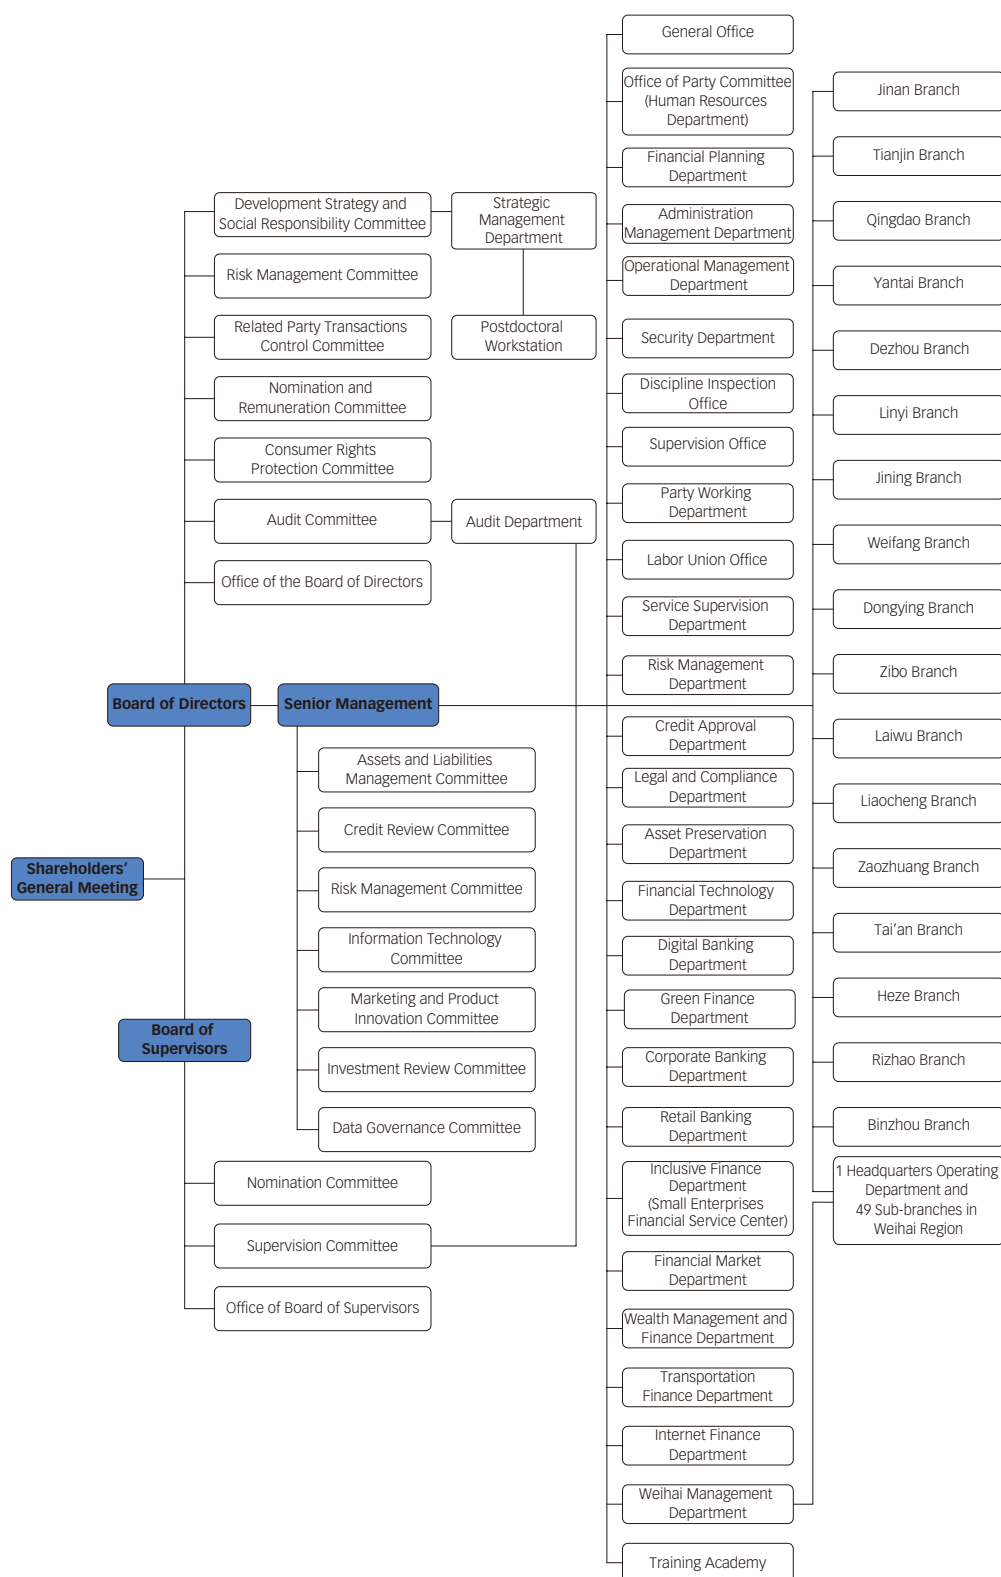 Shareholders’
General Meeting
Board of Directors
Board of
Supervisors
Senior Management
Development Strategy and
Social Responsibility Committee
Risk Management Committee
Related Party Transactions
Control Committee
Nomination and
Remuneration Committee
Consumer Rights
Protection Committee
Audit Committee
Office of the Board of Directors
Strategic
Management
Department
Postdoctoral
Workstation
Audit Department
Assets and Liabilities
Management Committee
Credit Review Committee
Risk Management Committee
Information Technology
Committee
Marketing and Product
Innovation Committee
Investment Review Committee
Data Governance Committee
Nomination Committee
Supervision Committee
Office of Board of Supervisors
General Office
Office of Party Committee
(Human Resources
Department)
Financial Planning
Department
Administration
Management Department
Operational Management
Department
Security Department
Discipline Inspection
Office
Supervision Office
Party Working
Department
Labor Union Office
Service Supervision
Department
Risk Management
Department
Credit Approval
Department
Legal and Compliance
Department
Asset Preservation
Department
Financial Technology
Department
Digital Banking
Department
Green Finance
Department
Corporate Banking
Department
Retail Banking
Department
Inclusive Finance
Department
(Small Enterprises
Financial Service Center)
Financial Market
Department
Wealth Management and
Finance Department
Transportation
Finance Department
Internet Finance
Department
Weihai Management
Department
Training Academy
Jinan Branch
Tianjin Branch
Qingdao Branch
Yantai Branch
Dezhou Branch
Linyi Branch
Jining Branch
Weifang Branch
Dongying Branch
Zibo Branch
Laiwu Branch
Liaocheng Branch
Zaozhuang Branch
Tai’an Branch
Heze Branch
Rizhao Branch
Binzhou Branch
1 Headquarters Operating
Department and
49 Sub-branches in
Weihai Region